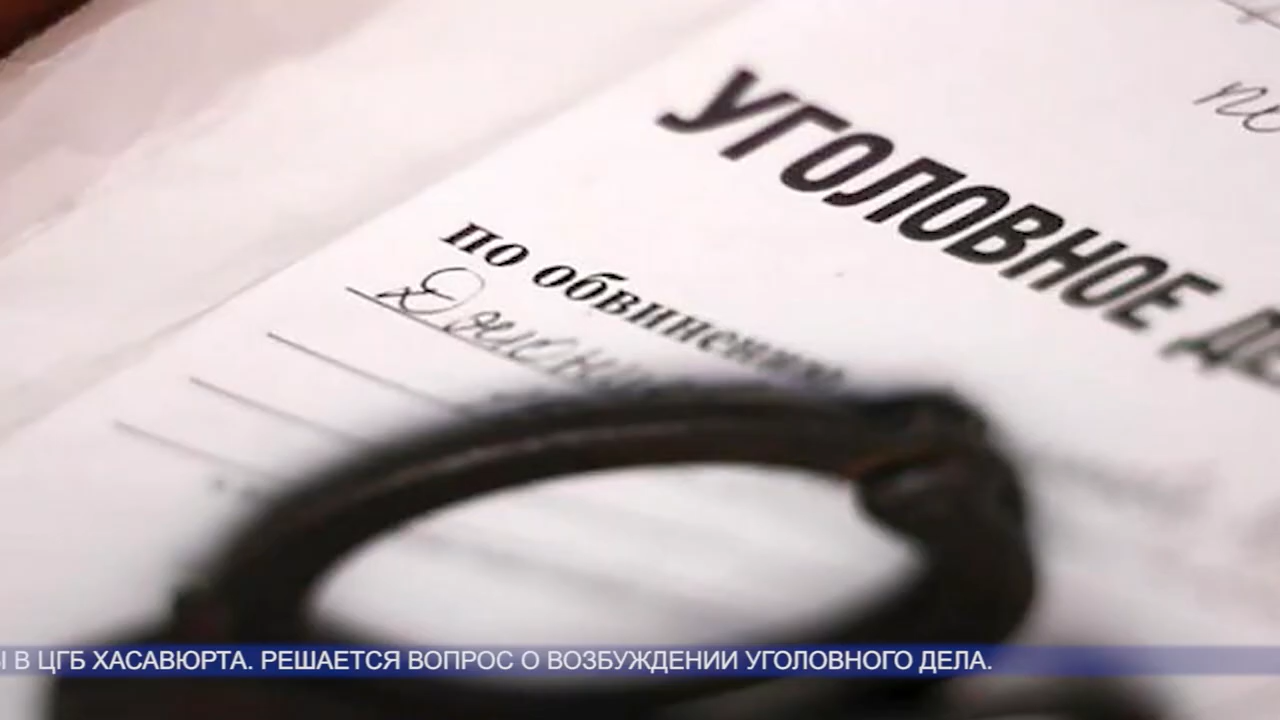 УГОЛОВНОЕ
по обвинению
Ы В ЦГБ ХАСАВЮРТА. РЕШАЕТСЯ ВОПРОС О ВОЗБУЖДЕНИИ УГОЛОВНОГО ДЕЛА.